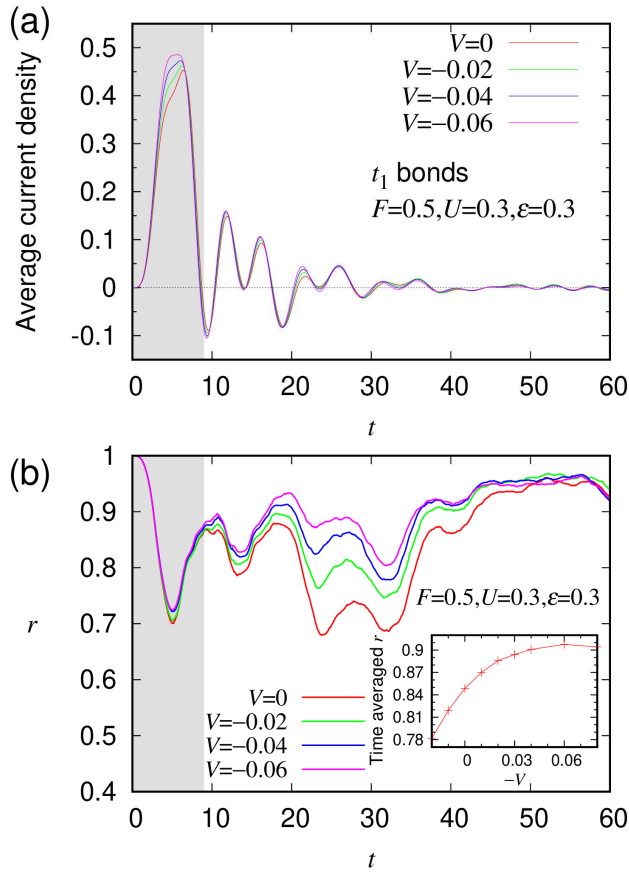 (a)
Average current density
0.5
0.4
0.3
0.2
0.1
0
-0.1
V=0
V=−0.02
V=−0.04
V=−0.06
t₁ bonds
F=0.5,U=0.3,ε=0.3
0 10 20 30 40 50 60
t
(b)
r
1
0.9
0.8
0.7
0.6
0.5
0.4
F=0.5,U=0.3,ε=0.3
V=0
V=−0.02
V=−0.04
V=−0.06
Time averaged r
0.9
0.87
0.84
0.81
0.78
0 0.03 0.06
−V
0 10 20 30 40 50 60
t